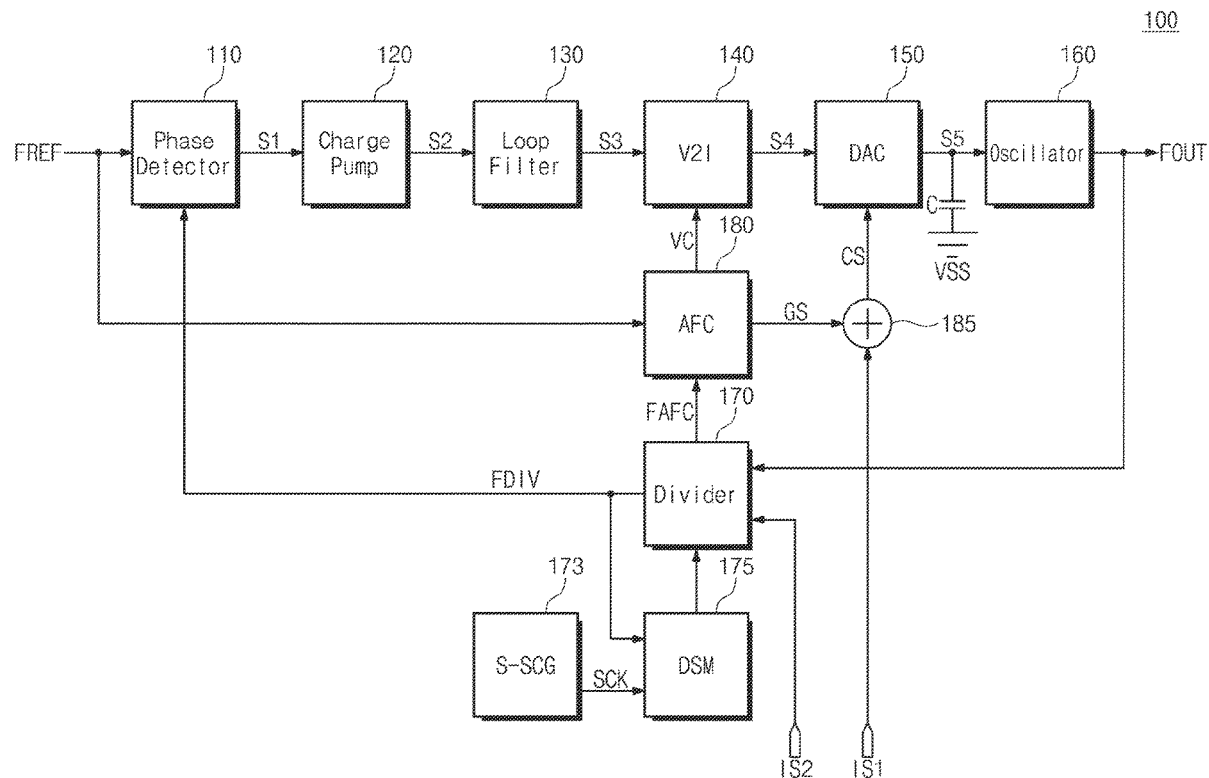 100
110
120
130
140
150
160
FREF
Phase
Detector
S1
Charge
Pump
S2
Loop
Filter
S3
V2I
S4
DAC
S5
Oscillator
FOUT
C
VSS
VC
180
CS
AFC
GS
185
FAFC
170
FDIV
Divider
173
175
S-SCG
SCK
DSM
IS2
IS1